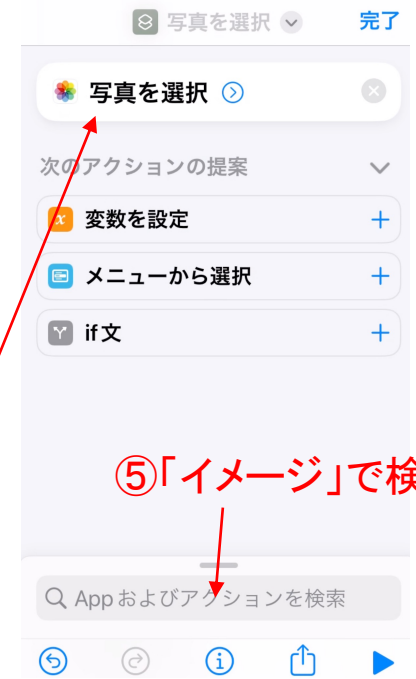 写真を選択 完了
写真を選択
次のアクションの提案
変数を設定
メニューから選択
if文
⑤「イメージ」で検
Appおよびアクションを検索